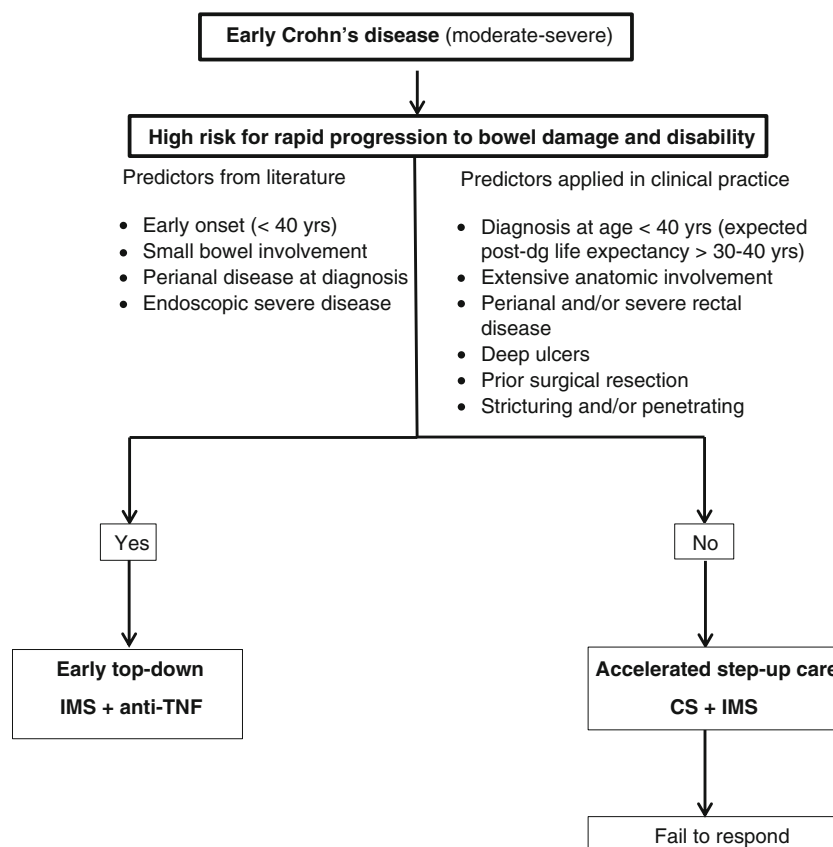 Early Crohn's disease (moderate-severe)
High risk for rapid progression to bowel damage and disability
Predictors from literature
• Early onset (< 40 yrs)
• Small bowel involvement
• Perianal disease at diagnosis
• Endoscopic severe disease
Predictors applied in clinical practice
• Diagnosis at age < 40 yrs (expected
post-dg life expectancy > 30-40 yrs)
• Extensive anatomic involvement
• Perianal and/or severe rectal
disease
• Deep ulcers
• Prior surgical resection
• Stricturing and/or penetrating
Yes
No
Early top-down
IMS + anti-TNF
Accelerated step-up care
CS + IMS
Fail to respond